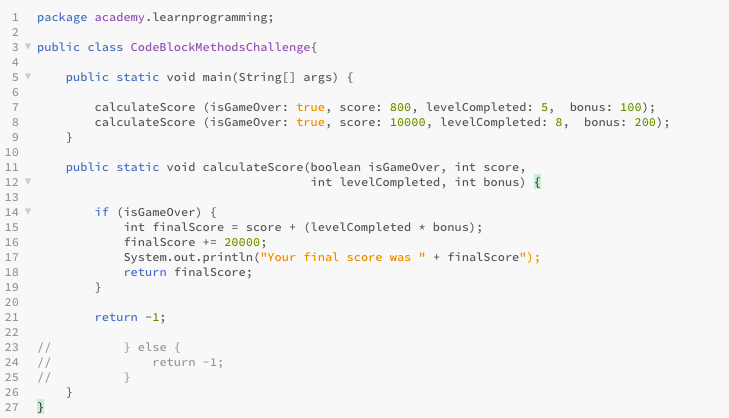 1 package academy.learnprogramming;
2
3 public class CodeBlockMethodsChallenge{
4
5     public static void main(String[] args) {
6
7         calculateScore (isGameOver: true, score: 800, levelCompleted: 5,  bonus: 100);
8         calculateScore (isGameOver: true, score: 10000, levelCompleted: 8,  bonus: 200);
9     }
10
11     public static void calculateScore(boolean isGameOver, int score,
12                                       int levelCompleted, int bonus) {
13
14         if (isGameOver) {
15             int finalScore = score + (levelCompleted * bonus);
16             finalScore += 20000;
17             System.out.println("Your final score was " + finalScore");
18             return finalScore;
19         }
20
21         return -1;
22
23 //          } else {
24 //              return -1;
25 //          }
26     }
27 }